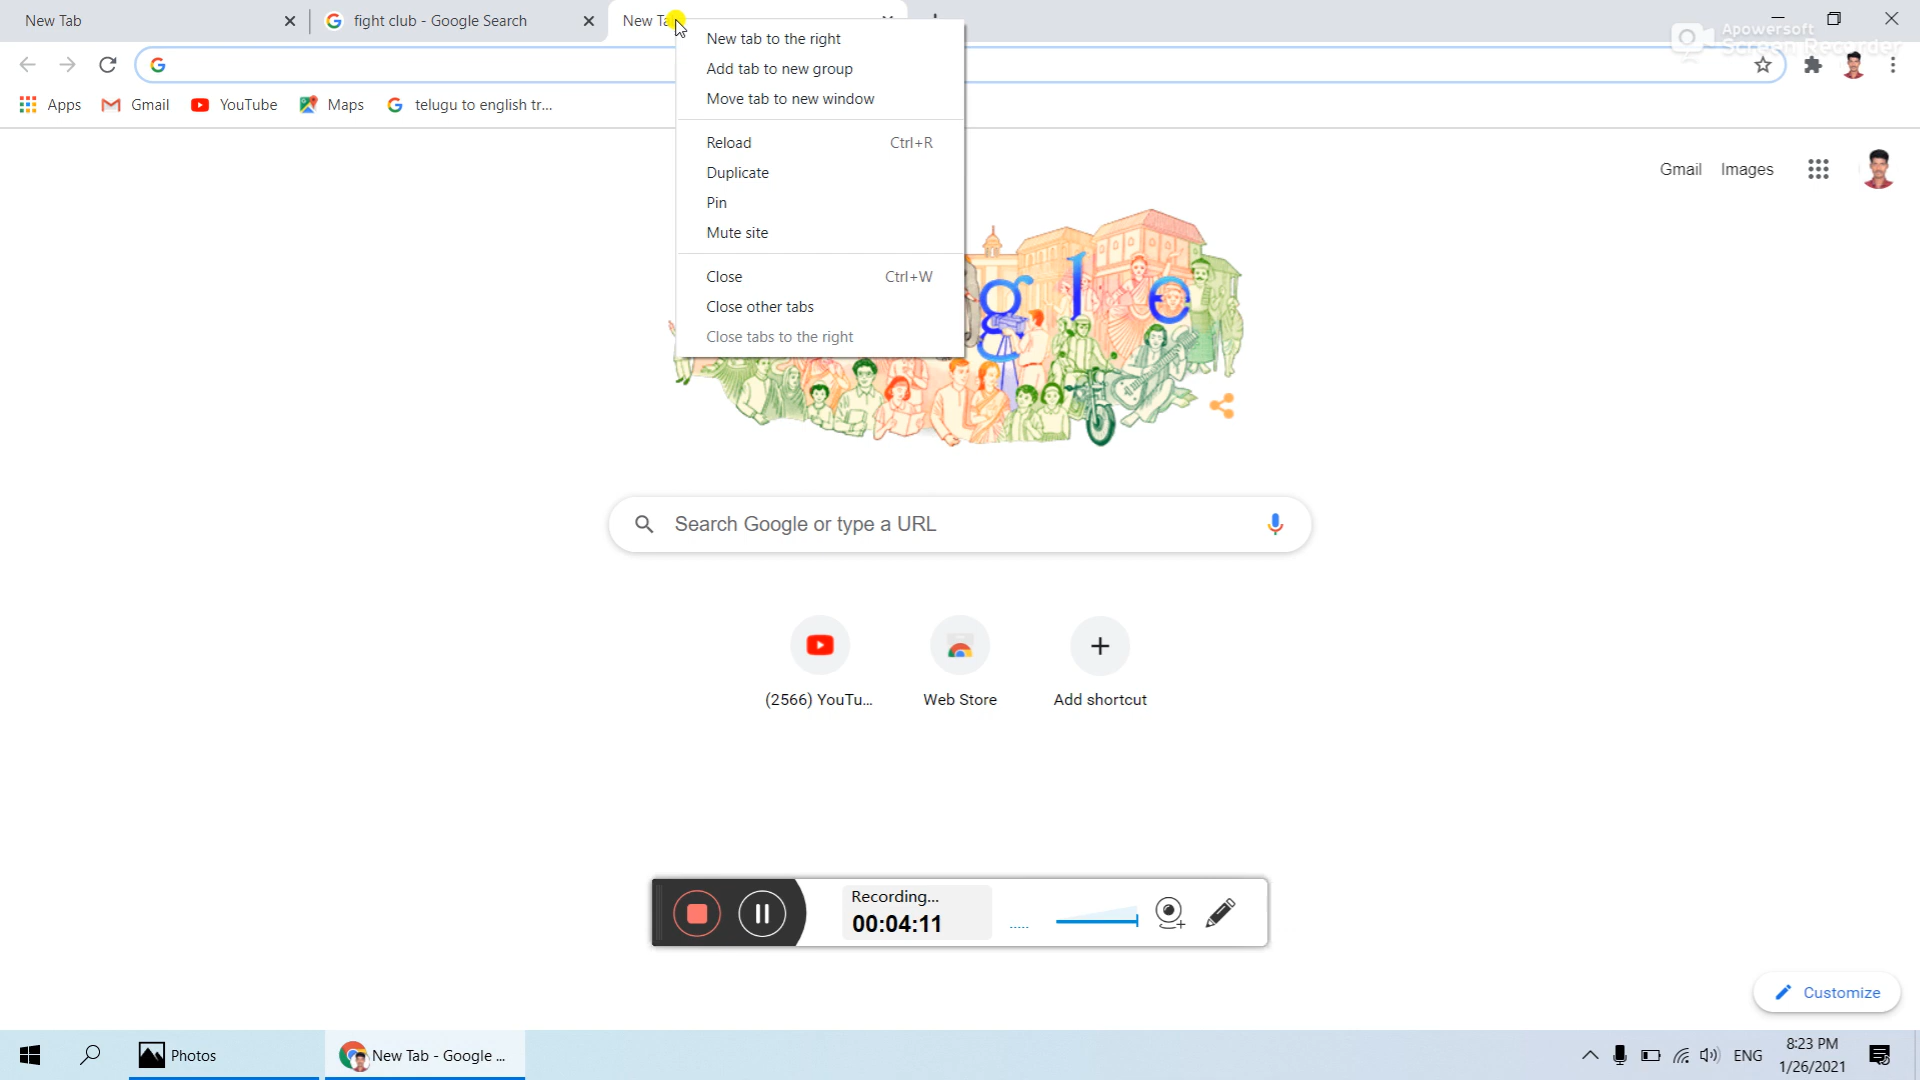 New Tab
fight club - Google Search
New Ta
Apowersoft
Screen Recorder
Apps
Gmail
YouTube
Maps
telugu to english tr...
New tab to the right
Add tab to new group
Move tab to new window
Reload Ctrl+R
Duplicate
Pin
Mute site
Close Ctrl+W
Close other tabs
Close tabs to the right
Gmail Images
gle
Search Google or type a URL
(2566) YouTu...
Web Store
Add shortcut
Recording...
00:04:11
Customize
Photos
New Tab - Google ...
ENG
8:23 PM
1/26/2021